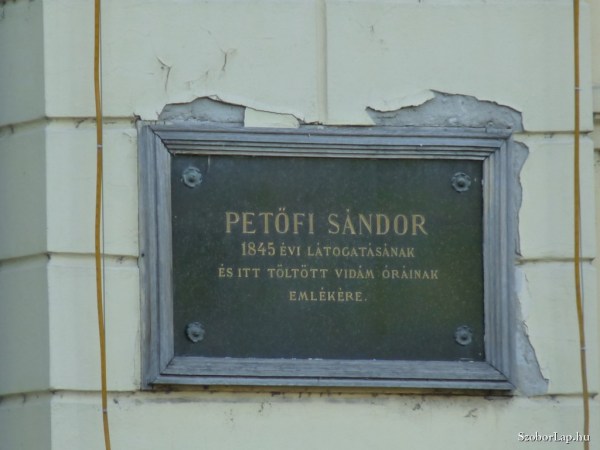 PETŐFI SÁNDOR
1845 ÉVI LÁTOGATÁSÁNAK
ÉS ITT TÖLTÖTT VIDÁM ÓRÁINAK
EMLÉKÉRE.
SzoborLap.hu